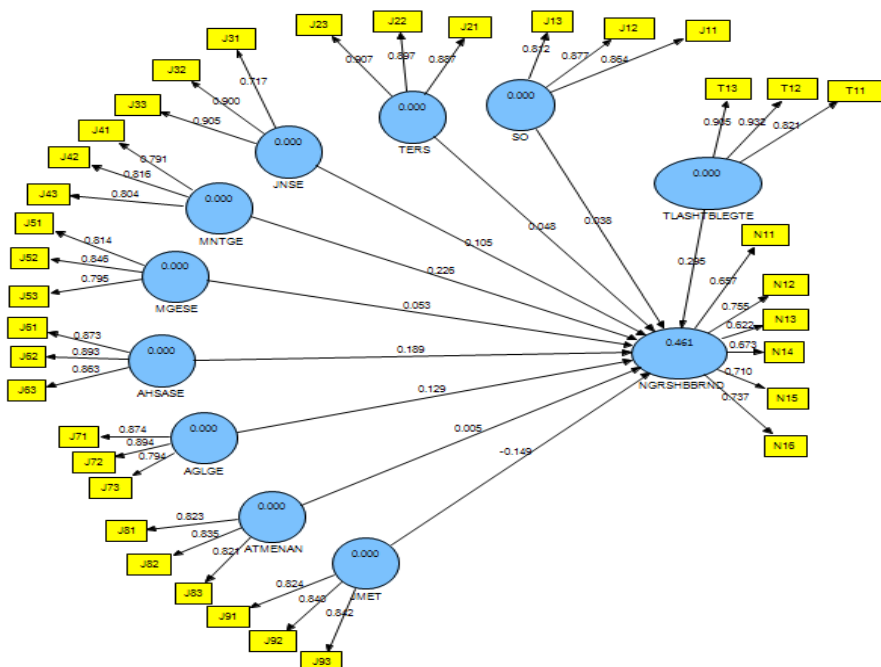 J23
J22
J21
J13
J12
J11
0.907
0.897
0.887
0.812
0.877
0.864
J31
J32
J33
0.717
0.900
0.905
0.000
TERS
0.000
SO
T13
T12
T11
0.905
0.932
0.821
0.000
TLASHTBLEGTE
J41
J42
J43
0.791
0.816
0.804
0.000
JNSE
0.000
MNTGE
J51
J52
J53
0.814
0.846
0.795
0.000
MGESE
0.048
0.038
0.105
0.226
0.053
0.295
N11
N12
N13
N14
N15
N16
0.657
0.755
0.622
0.673
0.710
0.737
0.461
NGRSHBBRND
J61
J62
J63
0.873
0.893
0.863
0.000
AHSASE
0.189
0.129
0.005
-0.149
J71
J72
J73
0.874
0.894
0.794
0.000
AGLGE
J81
J82
J83
0.823
0.835
0.821
0.000
ATMENAN
J91
J92
J93
0.824
0.840
0.842
0.000
JMET